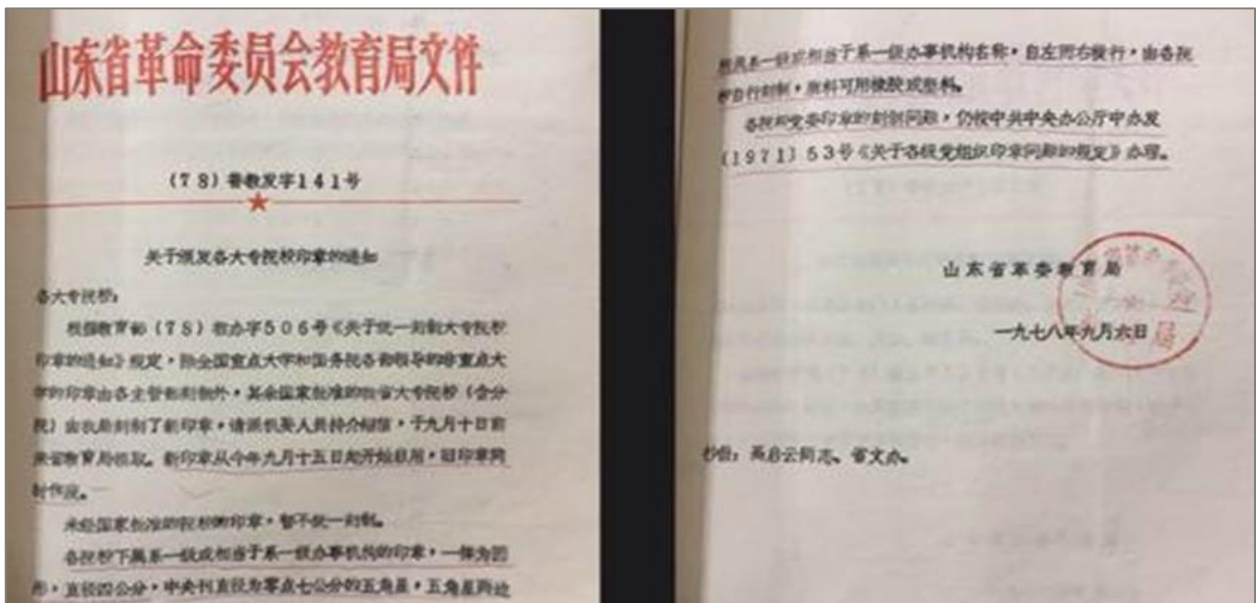 山东省革命委员会教育局文件
(78)鲁教发字141号
关于颁发各大专院校印章的通知
各大专院校：
根据教育部(78)教办字506号《关于统一刻制大专院校
印章的通知》规定，除全国重点大学和国务院各部领导的非重点大
学的印章由各主管部刻制外，其余国家批准的我省大专院校(含分
院)由我局刻制了新印章，请派机要人员持介绍信，于九月十日前
来省教育局领取。新印章从今年九月十五日起开始启用，旧印章同
时作废。
未经国家批准的院校的印章，暂不统一刻制。
各院校下属系一级或相当于系一级办事机构的印章，一律为圆
形，直径四公分，中央刊直径为零点七公分的五角星，五角星两边
系一级或相当于系一级办事机构名称，自左而右横行，由各院
校自行刻制，章料可用橡胶或塑料。
各院校党委印章的刻制问题，仍按中共中央办公厅中办发
(1971)53号《关于各级党组织印章问题的规定》办理。
山东省革委教育局
一九七八年九月六日
抄报：高启云同志、省文办。